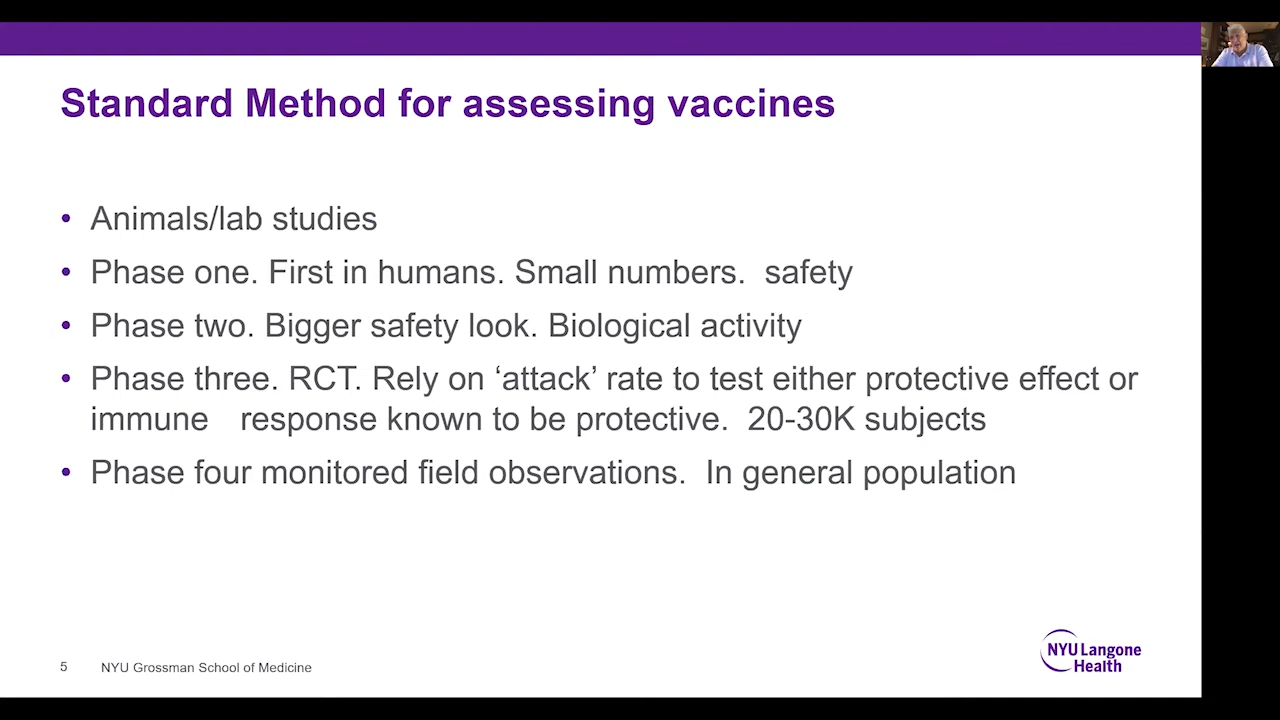 Standard Method for assessing vaccines
• Animals/lab studies
• Phase one. First in humans. Small numbers.  safety
• Phase two. Bigger safety look. Biological activity
• Phase three. RCT. Rely on ‘attack’ rate to test either protective effect or
immune   response known to be protective.  20-30K subjects
• Phase four monitored field observations.  In general population
5 NYU Grossman School of Medicine
NYU Langone
Health